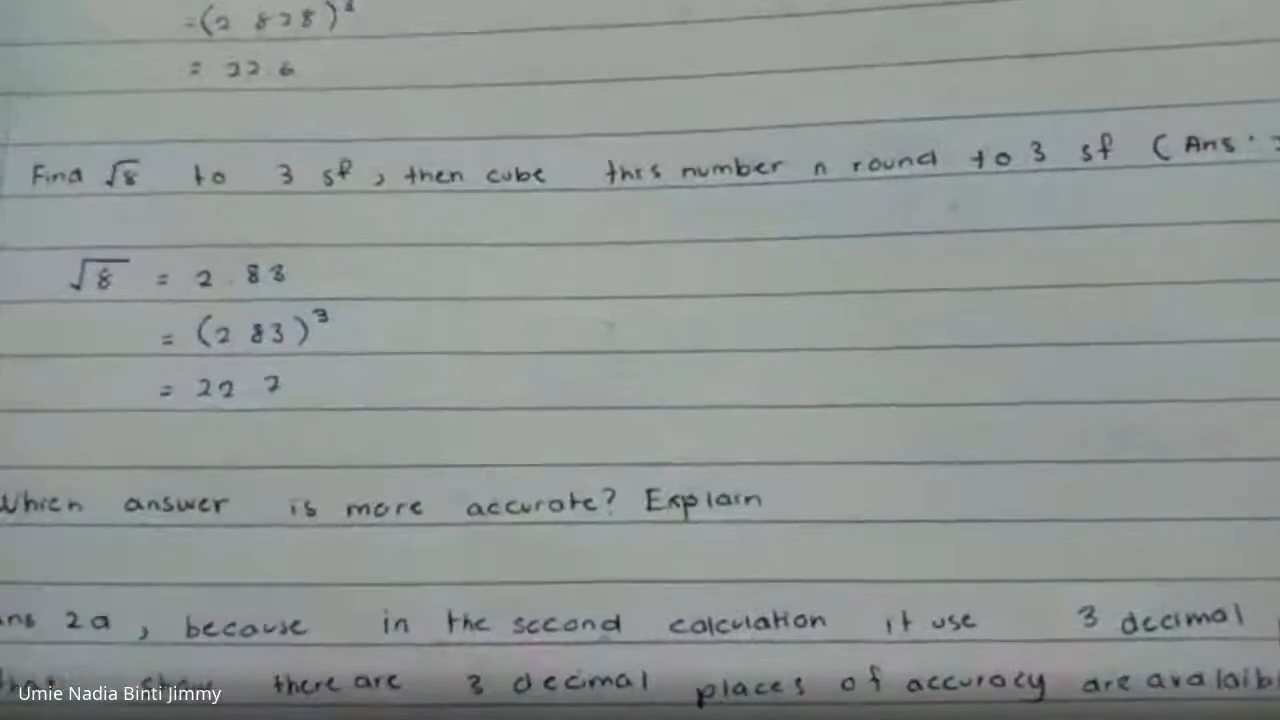 =(2 828)³
= 22 6
Find √8 to 3 sf, then cube this number n round to 3 sf (Ans:
√8 = 2.83
= (2 83)³
= 22 7
Which answer is more accurate? Explain
Ans 2a, because in the second calculation it use 3 decimal
there are 3 decimal places of accuracy are avalaib
Umie Nadia Binti Jimmy